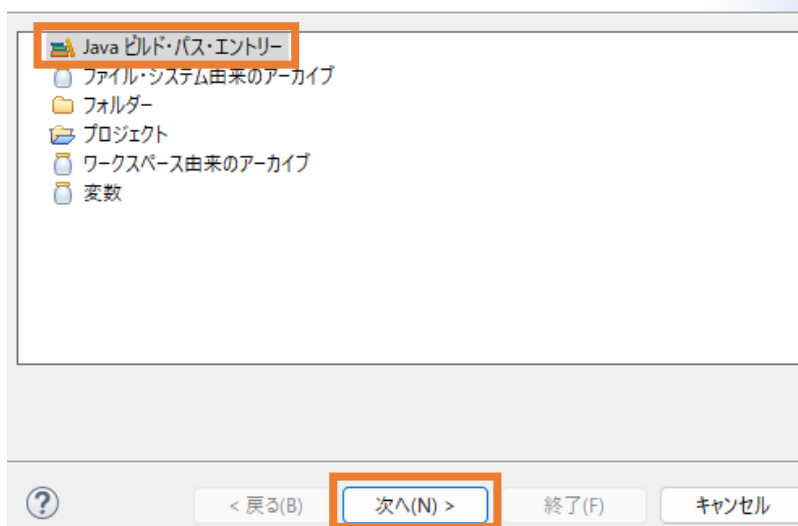 Java ビルド・パス・エントリー
ファイル・システム由来のアーカイブ
フォルダー
プロジェクト
ワークスペース由来のアーカイブ
変数
?
< 戻る(B)
次へ(N) >
終了(F)
キャンセル